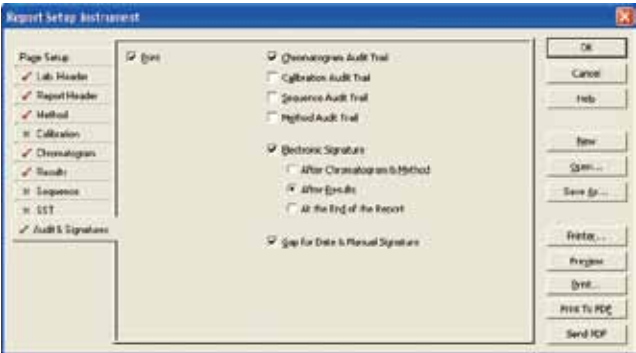 Report Setup Instrument
Page Setup
Lab. Header
Report Header
Method
Calibration
Chromatogram
Results
Sequence
SST
Audit & Signatures
Print
Chromatogram Audit Trail
Calibration Audit Trail
Sequence Audit Trail
Method Audit Trail
Electronic Signature
After Chromatogram & Method
After Results
At the End of the Report
Gap for Date & Manual Signature
OK
Cancel
Help
New
Open...
Save As...
Printer...
Preview
Print...
Print To PDF
Send PDF